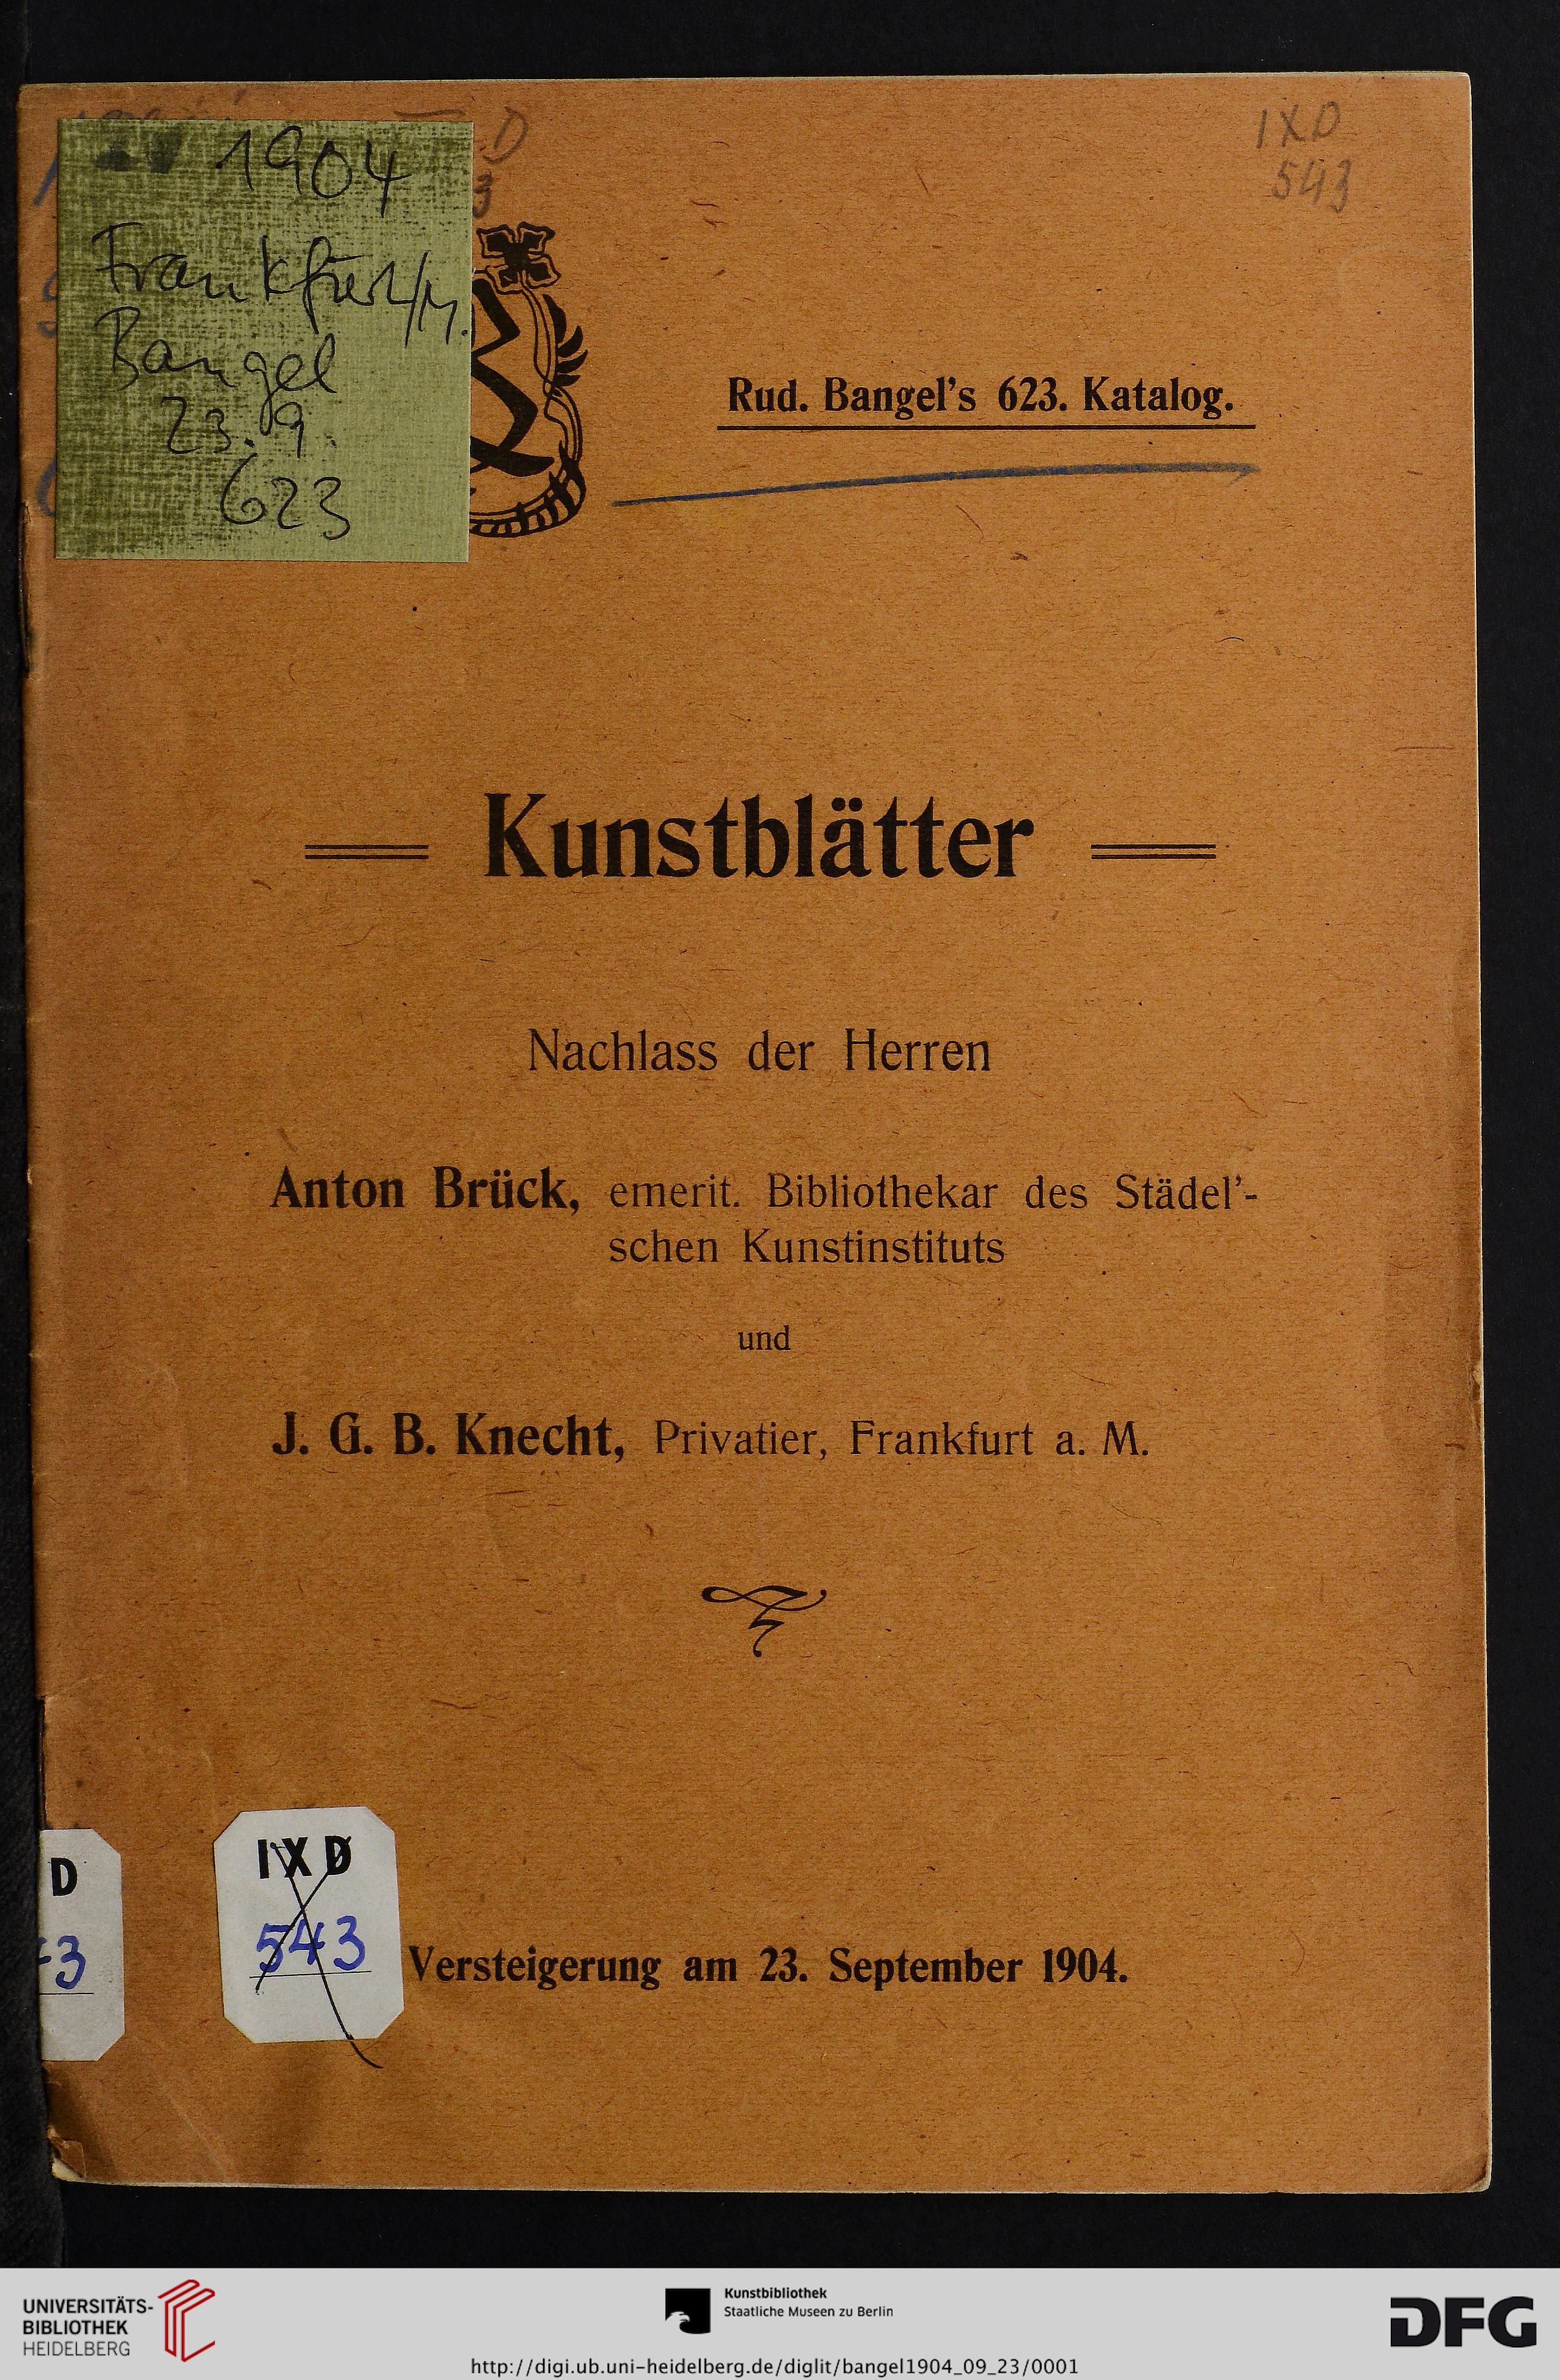 1904
Frankfurt/M.
Bangel
23.9.
623
D
3
IXD
543
Rud. Bangel's 623. Katalog.
Kunstblätter
Nachlass der Herren
Anton Brück, emerit. Bibliothekar des Städel'-
schen Kunstinstituts
und
J. G. B. Knecht, Privatier, Frankfurt a. M.
D
3
IXD
543
Versteigerung am 23. September 1904.
UNIVERSITÄTS-
BIBLIOTHEK
HEIDELBERG
Kunstbibliothek
Staatliche Museen zu Berlin
DFG
http://digi.ub.uni-heidelberg.de/diglit/bangel1904_09_23/0001